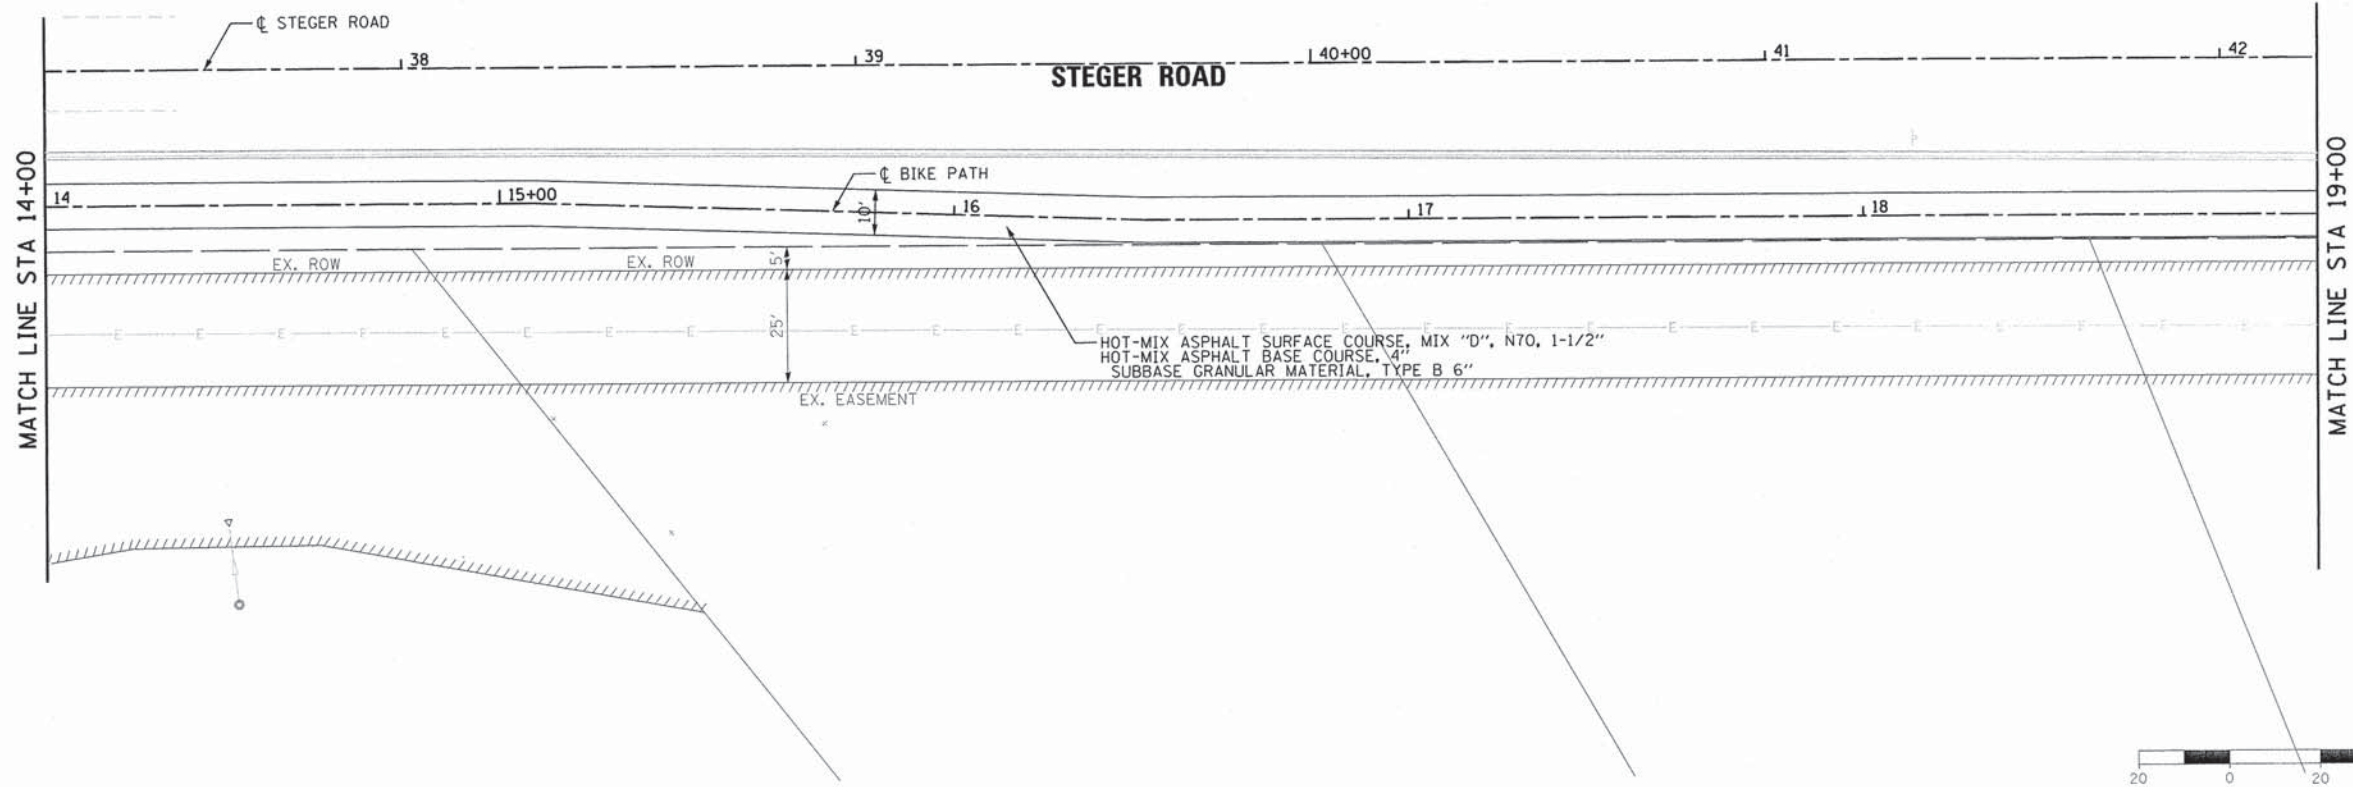 ℄ STEGER ROAD
38
39
40+00
41
42
STEGER ROAD
MATCH LINE STA 14+00
MATCH LINE STA 19+00
℄ BIKE PATH
14
15+00
16
17
18
10'
EX. ROW
EX. ROW
5'
25'
E E E E E E E E E E E E E E E E E E E E E E E E E E E
HOT-MIX ASPHALT SURFACE COURSE, MIX "D", N70, 1-1/2"
HOT-MIX ASPHALT BASE COURSE, 4"
SUBBASE GRANULAR MATERIAL, TYPE B 6"
EX. EASEMENT
20 0 20